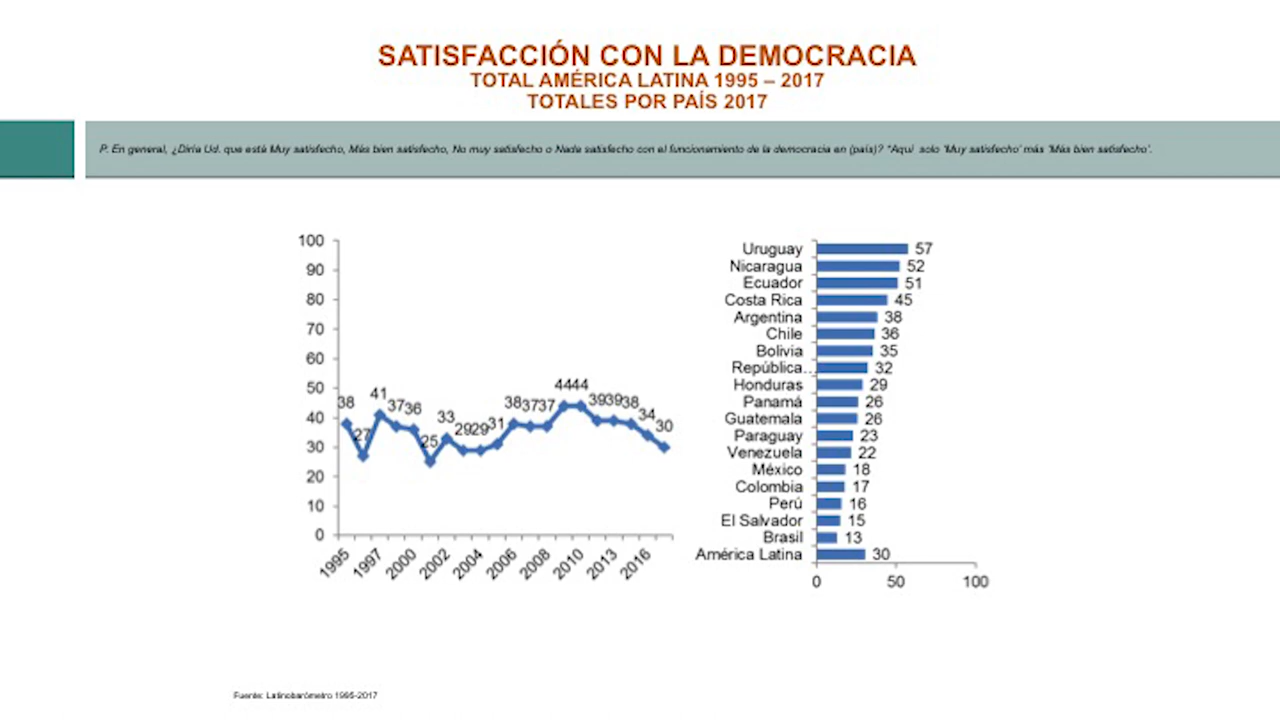 SATISFACCIÓN CON LA DEMOCRACIA
TOTAL AMÉRICA LATINA 1995 – 2017
TOTALES POR PAÍS 2017
P. En general, ¿Diría Ud. que está Muy satisfecho, Más bien satisfecho, No muy satisfecho o Nada satisfecho con el funcionamiento de la democracia en (país)? *Aquí solo 'Muy satisfecho' más 'Más bien satisfecho'.
100
90
80
70
60
50
40
30
20
10
0
38
27
41
37
36
25
33
29
29
31
38
37
37
44
44
39
39
38
34
30
1995
1997
2000
2002
2004
2006
2008
2010
2013
2016
Uruguay 57
Nicaragua 52
Ecuador 51
Costa Rica 45
Argentina 38
Chile 36
Bolivia 35
República... 32
Honduras 29
Panamá 26
Guatemala 26
Paraguay 23
Venezuela 22
México 18
Colombia 17
Perú 16
El Salvador 15
Brasil 13
América Latina 30
0 50 100
Fuente: Latinobarómetro 1995-2017